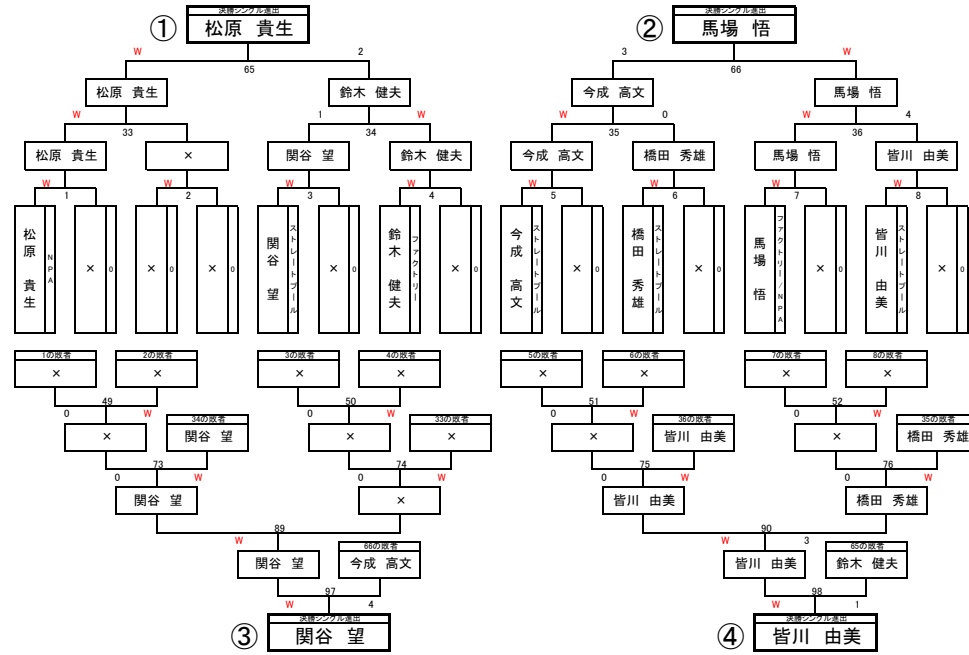 決勝シングル進出 決勝シングル進出
① 松原 貴生 ② 馬場 悟
W 2 3 W
65 66
松原 貴生 鈴木 健夫 今成 高文 馬場 悟
W 1 W W 0 W 4
33 34 35 36
松原 貴生 × 関谷 望 鈴木 健夫 今成 高文 橋田 秀雄 馬場 悟 皆川 由美
W W W W W W W W
1 2 3 4 5 6 7 8
松原 貴生 NPA × 0 × 0 × 0 関谷 望 ストレートプール × 0 鈴木 健夫 ファクトリー × 0 今成 高文 ストレートプール × 0 橋田 秀雄 ストレートプール × 0 馬場 悟 ファクトリー/NPA × 0 皆川 由美 ストレートプール × 0
1の敗者 2の敗者 3の敗者 4の敗者 5の敗者 6の敗者 7の敗者 8の敗者
× × × × × × × ×
49 50 51 52
0 W 0 W 0 W 0 W
34の敗者 33の敗者 36の敗者 35の敗者
× 関谷 望 × × × 皆川 由美 × 橋田 秀雄
73 74 75 76
0 W 0 W 0 W 0 W
関谷 望 × 皆川 由美 橋田 秀雄
89 90
W W 3
66の敗者 65の敗者
関谷 望 今成 高文 皆川 由美 鈴木 健夫
97 98
W 4 W 1
決勝シングル進出 決勝シングル進出
③ 関谷 望 ④ 皆川 由美